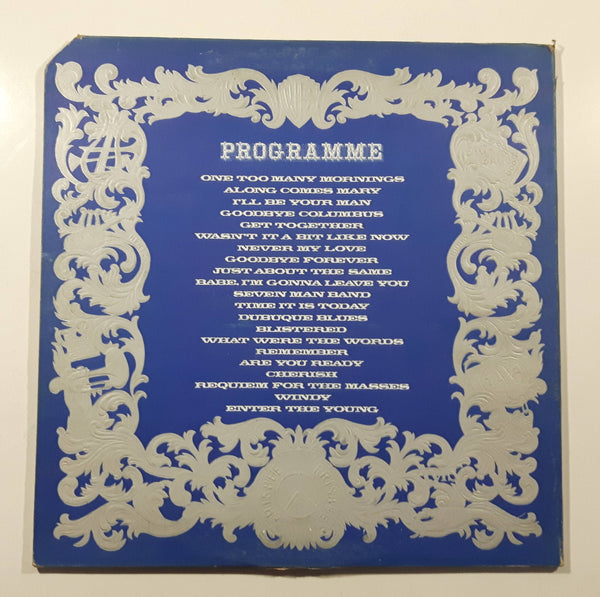 PROGRAMME
ONE TOO MANY MORNINGS
ALONG COMES MARY
I'LL BE YOUR MAN
GOODBYE COLUMBUS
GET TOGETHER
WASN'T IT A BIT LIKE NOW
NEVER MY LOVE
GOODBYE FOREVER
JUST ABOUT THE SAME
BABE, I'M GONNA LEAVE YOU
SEVEN MAN BAND
TIME IT IS TODAY
DUBUQUE BLUES
BLISTERED
WHAT WERE THE WORDS
REMEMBER
ARE YOU READY
CHERISH
REQUIEM FOR THE MASSES
WINDY
ENTER THE YOUNG